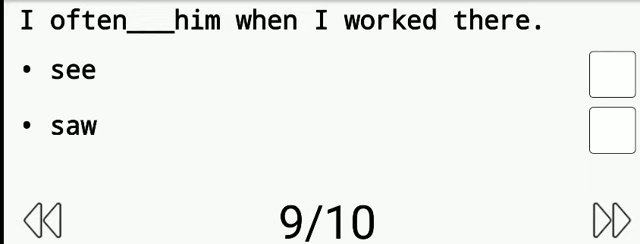 I often___him when I worked there.
• see
• saw
9/10